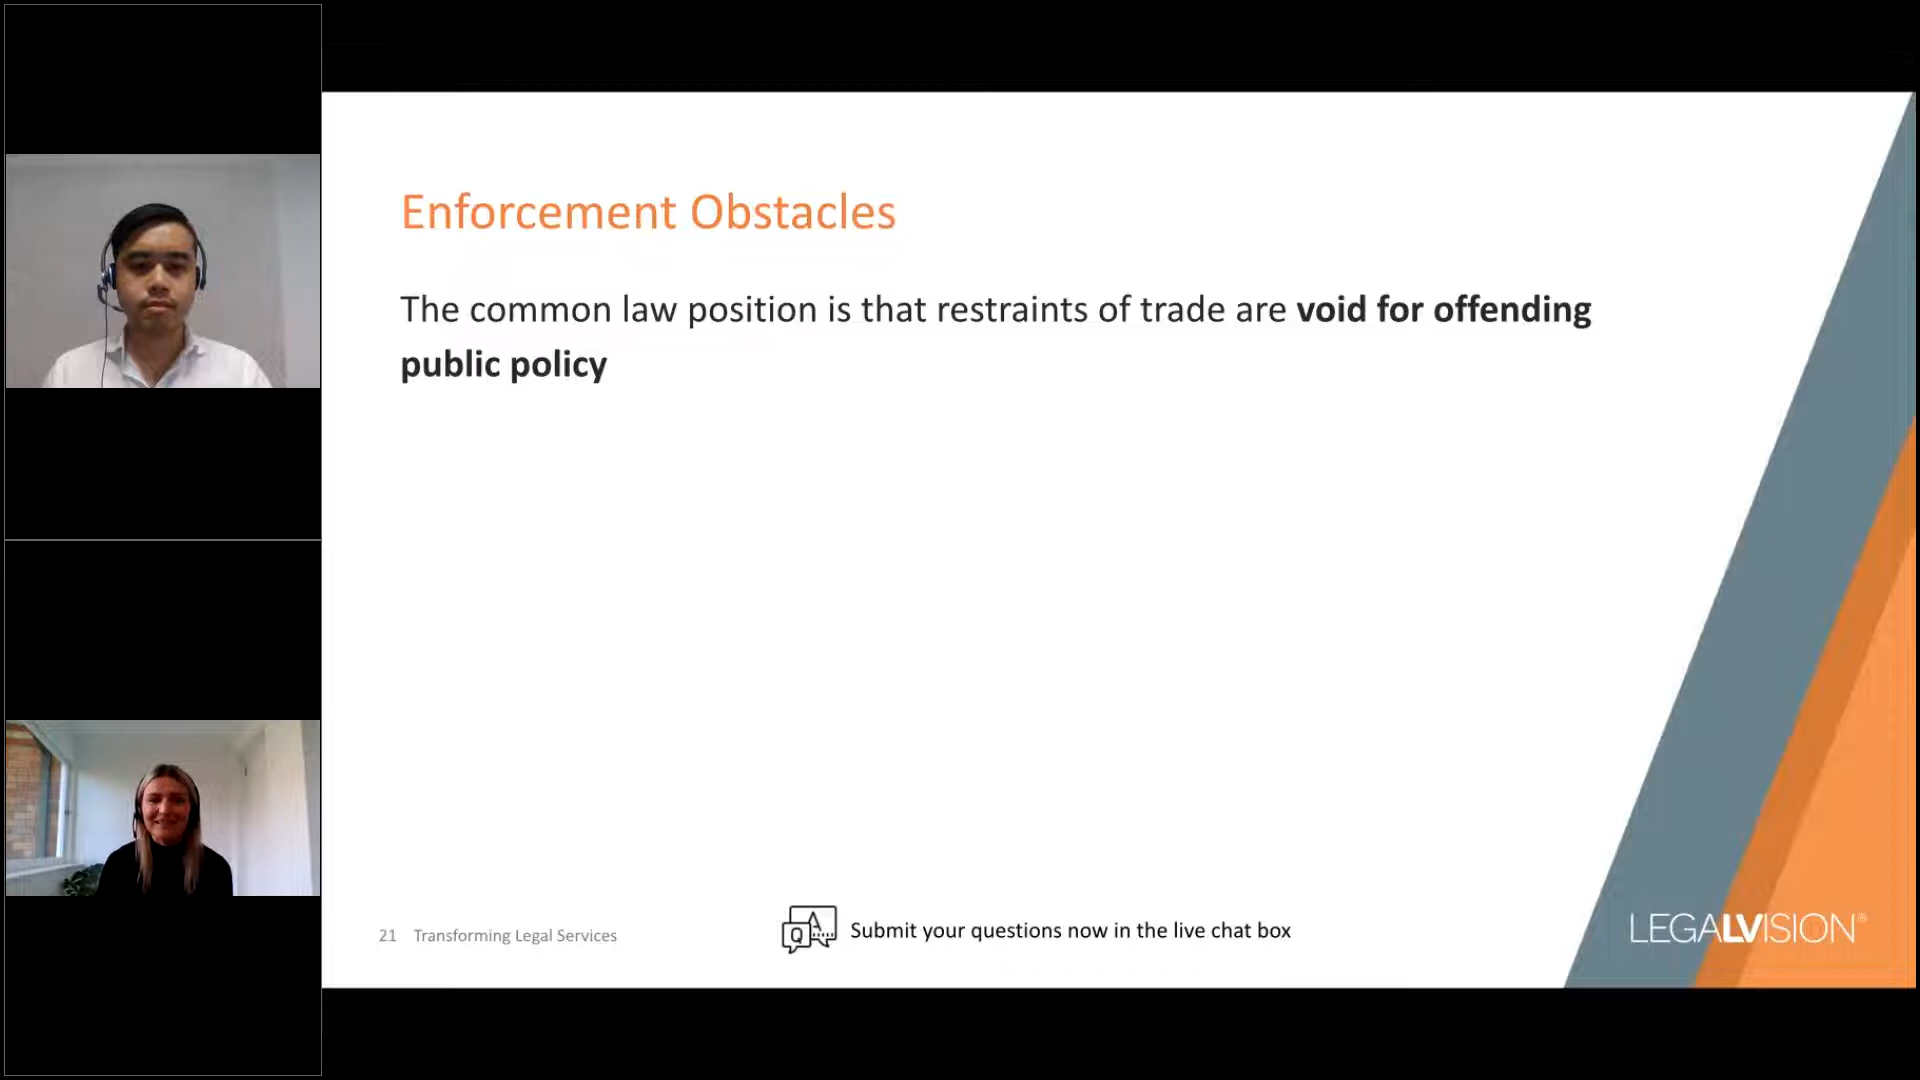 Enforcement Obstacles
The common law position is that restraints of trade are void for offending
public policy
21 Transforming Legal Services
Q A
Submit your questions now in the live chat box
LEGALVISION®